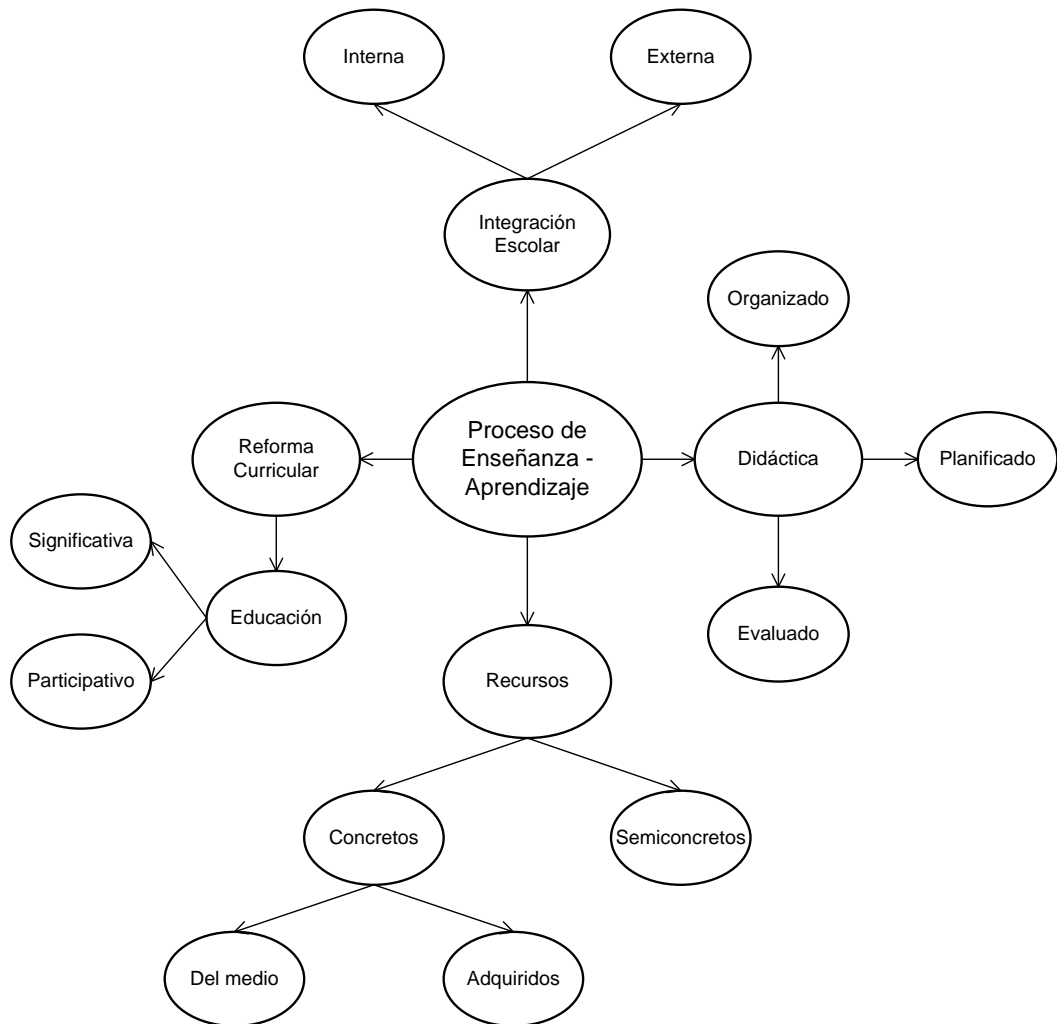 Interna
Externa
Integración
Escolar
Organizado
Proceso de
Enseñanza -
Aprendizaje
Reforma
Curricular
Didáctica
Planificado
Significativa
Educación
Evaluado
Participativo
Recursos
Concretos
Semiconcretos
Del medio
Adquiridos